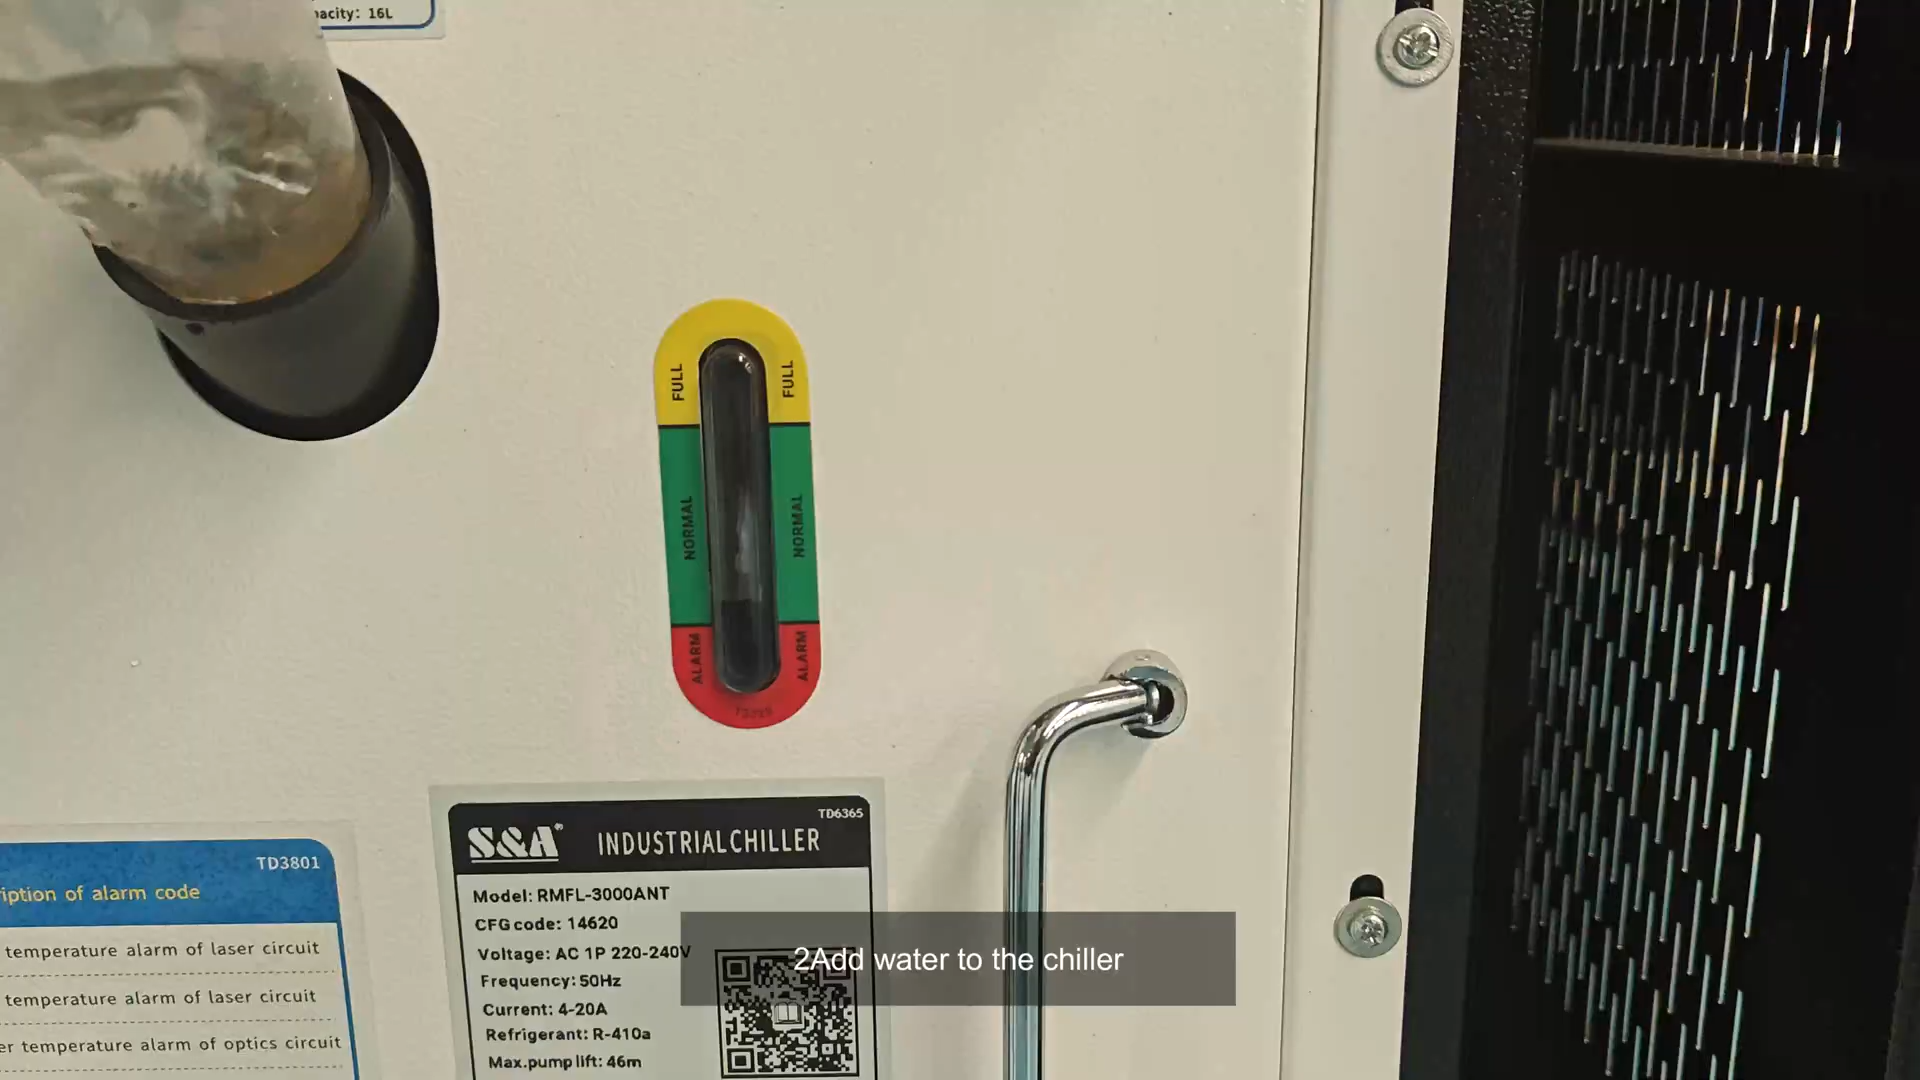 acity: 16L
FULL
FULL
NORMAL
NORMAL
ALARM
ALARM
TD6365
S&A® INDUSTRIAL CHILLER
Model: RMFL-3000ANT
CFG code: 14620
Voltage: AC 1P 220-240V
Frequency: 50Hz
Current: 4-20A
Refrigerant: R-410a
Max. pump lift: 46m
TD3801
iption of alarm code
temperature alarm of laser circuit
temperature alarm of laser circuit
er temperature alarm of optics circuit
2Add water to the chiller